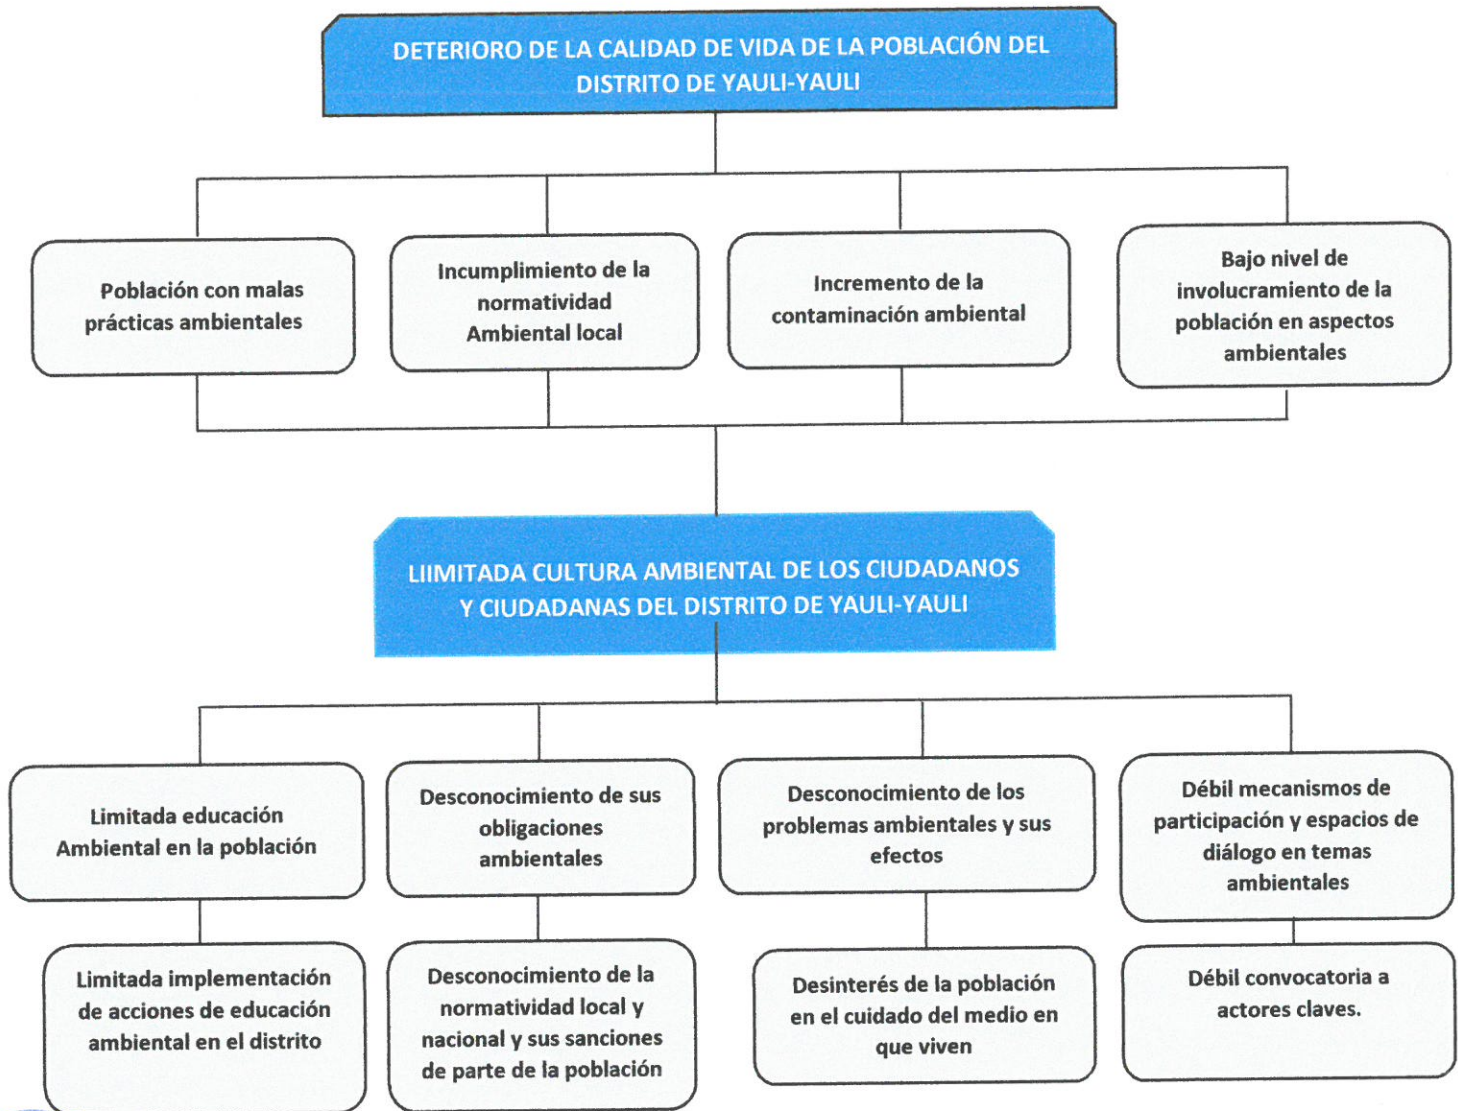 DETERIORO DE LA CALIDAD DE VIDA DE LA POBLACIÓN DEL
DISTRITO DE YAULI-YAULI
Población con malas
prácticas ambientales
Incumplimiento de la
normatividad
Ambiental local
Incremento de la
contaminación ambiental
Bajo nivel de
involucramiento de la
población en aspectos
ambientales
LIIMITADA CULTURA AMBIENTAL DE LOS CIUDADANOS
Y CIUDADANAS DEL DISTRITO DE YAULI-YAULI
Limitada educación
Ambiental en la población
Desconocimiento de sus
obligaciones
ambientales
Desconocimiento de los
problemas ambientales y sus
efectos
Débil mecanismos de
participación y espacios de
diálogo en temas
ambientales
Limitada implementación
de acciones de educación
ambiental en el distrito
Desconocimiento de la
normatividad local y
nacional y sus sanciones
de parte de la población
Desinterés de la población
en el cuidado del medio en
que viven
Débil convocatoria a
actores claves.